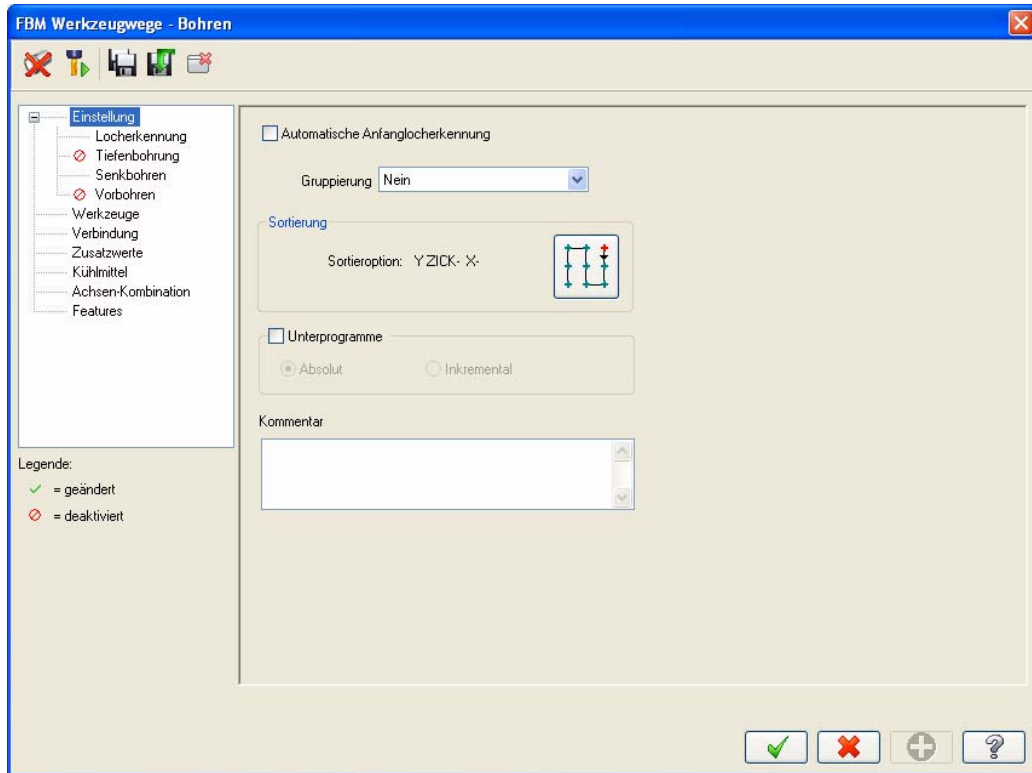 FBM Werkzeugwege - Bohren
Einstellung
Locherkennung
Tiefenbohrung
Senkbohren
Vorbohren
Werkzeuge
Verbindung
Zusatzwerte
Kühlmittel
Achsen-Kombination
Features
Legende:
= geändert
= deaktiviert
Automatische Anfanglocherkennung
Gruppierung Nein
Sortierung
Sortieroption: Y ZICK- X-
Unterprogramme
Absolut Inkremental
Kommentar